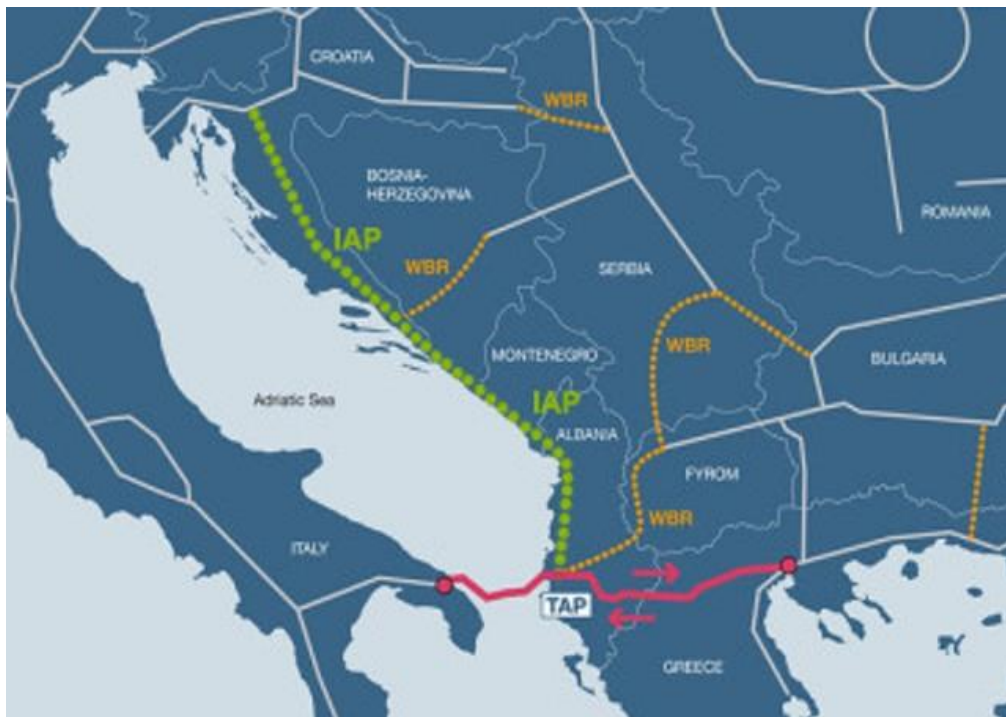 CROATIA
WBR
BOSNIA-
HERZEGOVINA
ROMANIA
IAP
WBR
SERBIA
WBR
MONTENEGRO
BULGARIA
Adriatic Sea
IAP
ALBANIA
FYROM
WBR
ITALY
TAP
GREECE